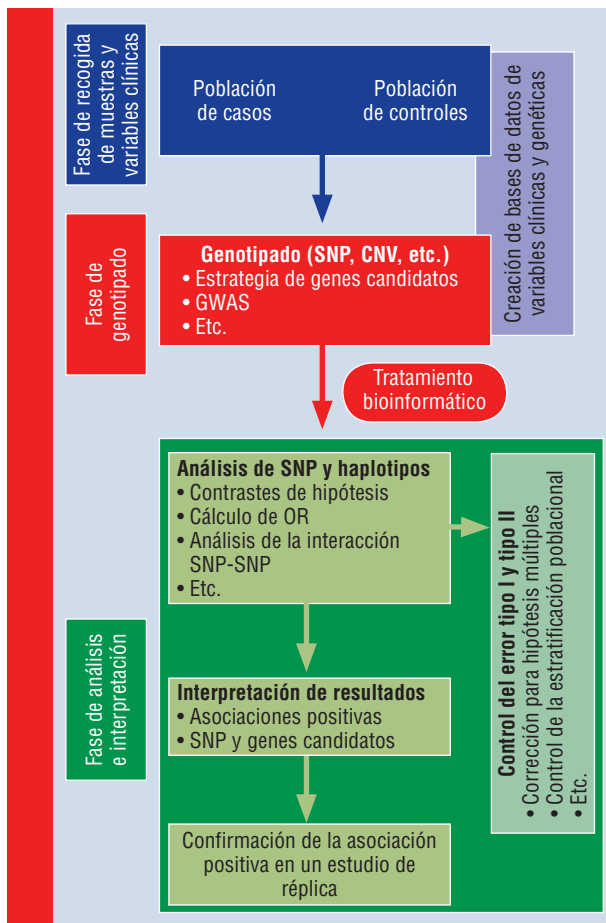 Fase de recogida
de muestras y
variables clínicas
Población
de casos
Población
de controles
Creación de bases de datos de
variables clínicas y genéticas
Fase de
genotipado
Genotipado (SNP, CNV, etc.)
• Estrategia de genes candidatos
• GWAS
• Etc.
Tratamiento
bioinformático
Fase de análisis
e interpretación
Análisis de SNP y haplotipos
• Contrastes de hipótesis
• Cálculo de OR
• Análisis de la interacción
SNP-SNP
• Etc.
Control del error tipo I y tipo II
• Corrección para hipótesis múltiples
• Control de la estratificación poblacional
• Etc.
Interpretación de resultados
• Asociaciones positivas
• SNP y genes candidatos
Confirmación de la asociación
positiva en un estudio de
réplica